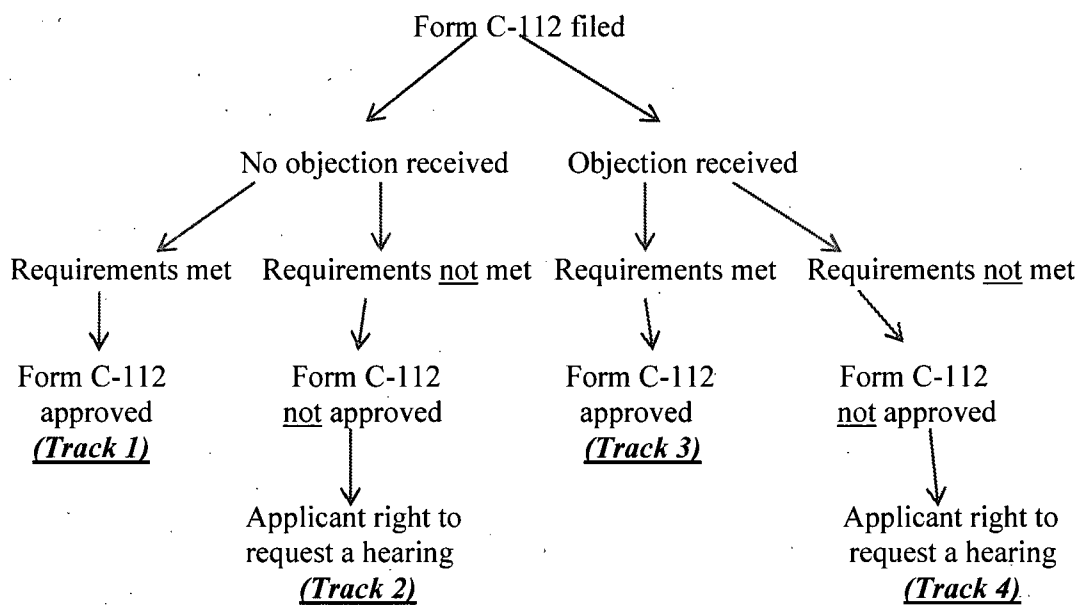 Form C-112 filed
No objection received
Objection received
Requirements met
Requirements not met
Requirements met
Requirements not met
Form C-112
approved
(Track 1)
Form C-112
not approved
Form C-112
approved
(Track 3)
Form C-112
not approved
Applicant right to
request a hearing
(Track 2)
Applicant right to
request a hearing
(Track 4)